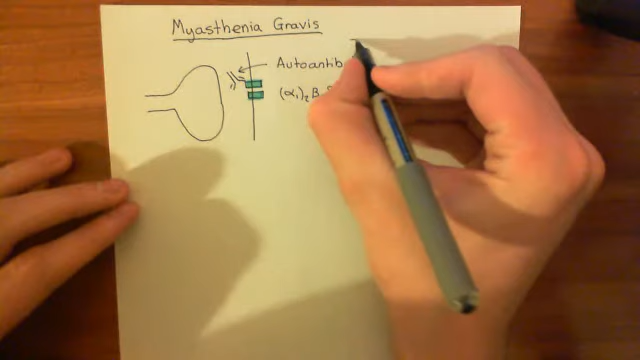 Myasthenia Gravis
Autoantib
(α₁)₂ β